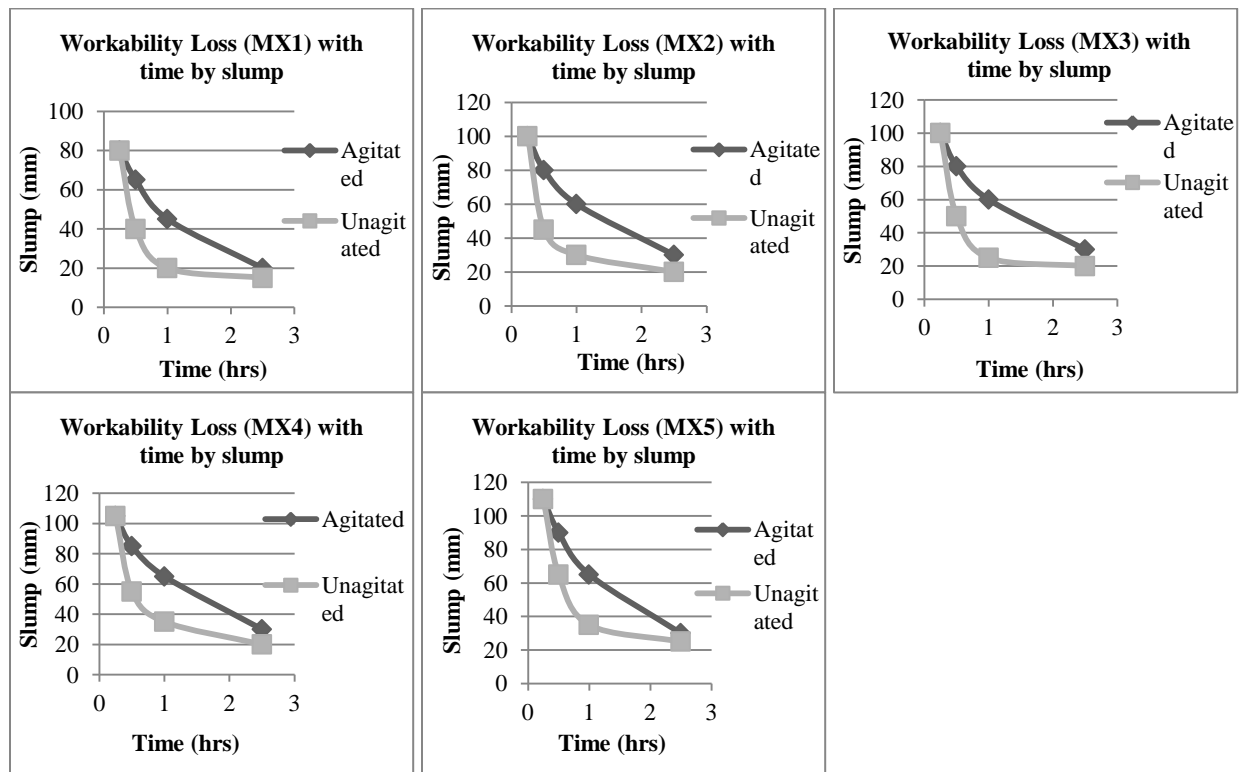 Workability Loss (MX1) with
time by slump
Slump (mm)
100
80
60
40
20
0
0 1 2 3
Time (hrs)
Agitat
ed
Unagit
ated
Workability Loss (MX2) with
time by slump
Slump (mm)
120
100
80
60
40
20
0
0 1 2 3
Time (hrs)
Agitate
d
Unagit
ated
Workability Loss (MX3) with
time by slump
Slump (mm)
120
100
80
60
40
20
0
0 1 2 3
Time (hrs)
Agitate
d
Unagit
ated
Workability Loss (MX4) with
time by slump
Slump (mm)
120
100
80
60
40
20
0
0 1 2 3
Time (hrs)
Agitated
Unagitat
ed
Workability Loss (MX5) with
time by slump
Slump (mm)
120
100
80
60
40
20
0
0 1 2 3
Time (hrs)
Agitat
ed
Unagit
ated